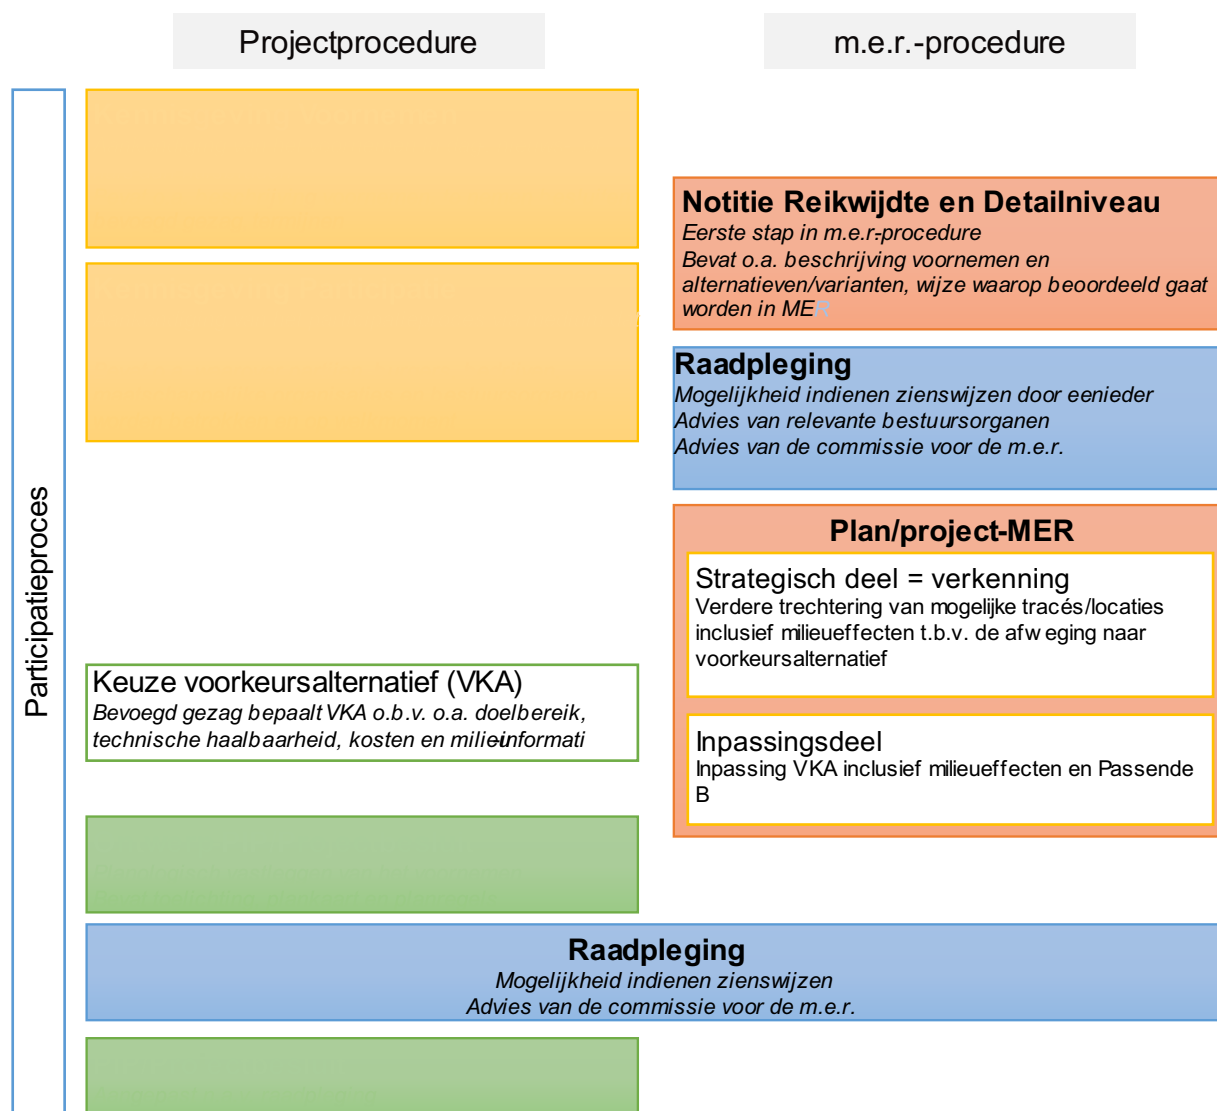 Projectprocedure
m.e.r.-procedure
Participatieproces
Notitie Reikwijdte en Detailniveau
Eerste stap in m.e.r-procedure
Bevat o.a. beschrijving voornemen en
alternatieven/varianten, wijze waarop beoordeeld gaat
worden in MER
Raadpleging
Mogelijkheid indienen zienswijzen door eenieder
Advies van relevante bestuursorganen
Advies van de commissie voor de m.e.r.
Plan/project-MER
Strategisch deel = verkenning
Verdere trechtering van mogelijke tracés/locaties
inclusief milieueffecten t.b.v. de afweging naar
voorkeursalternatief
Keuze voorkeursalternatief (VKA)
Bevoegd gezag bepaalt VKA o.b.v. o.a. doelbereik,
technische haalbaarheid, kosten en milieu-informati
Inpassingsdeel
Inpassing VKA inclusief milieueffecten en Passende
B
Raadpleging
Mogelijkheid indienen zienswijzen
Advies van de commissie voor de m.e.r.